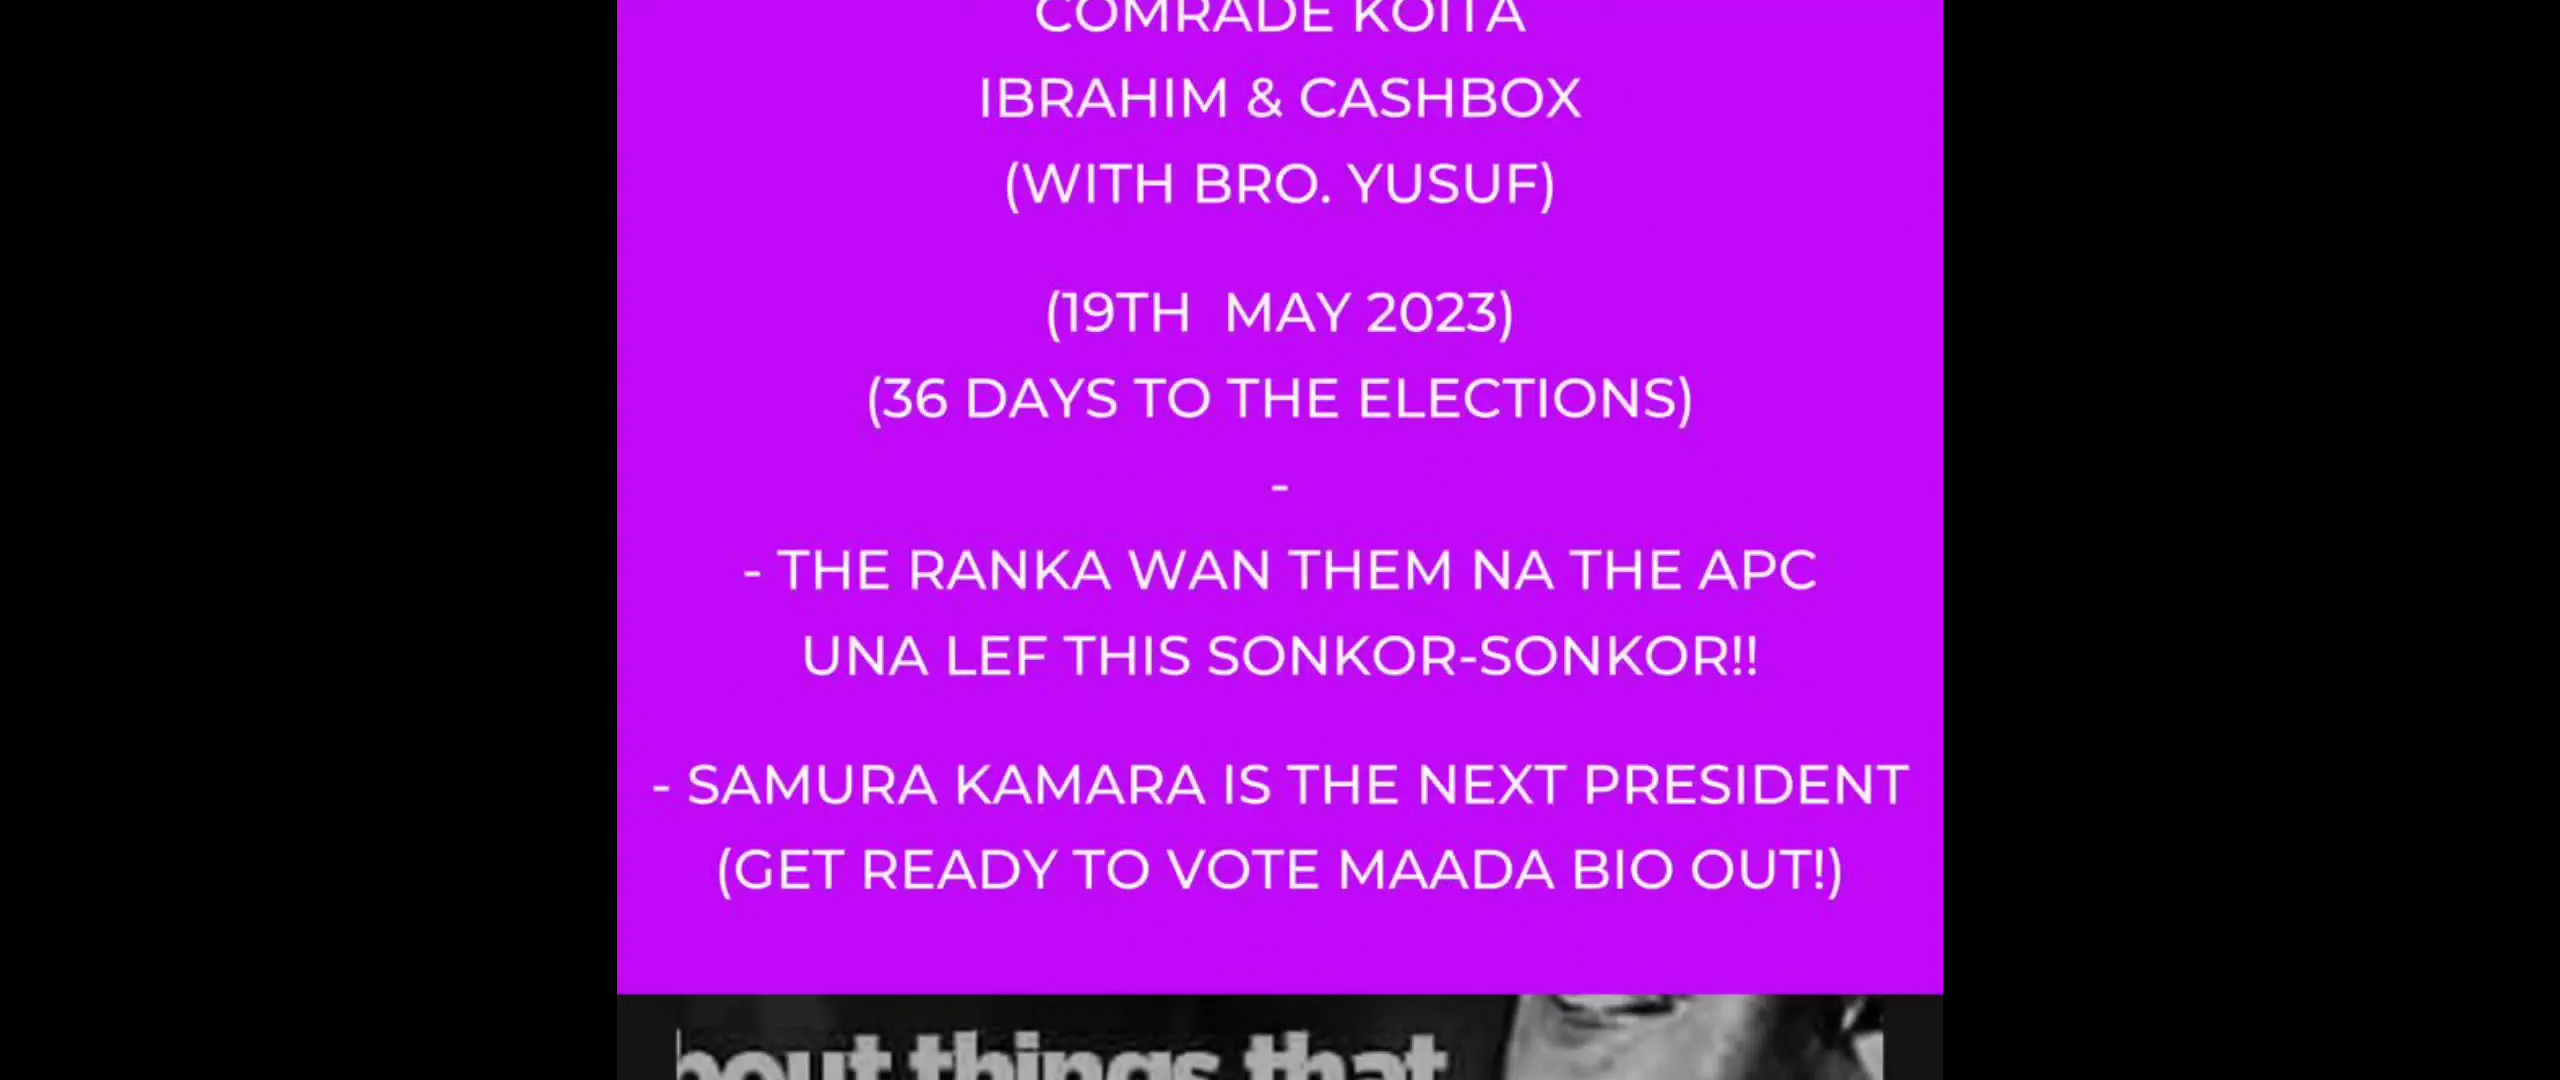 COMRADE KOITA
IBRAHIM & CASHBOX
(WITH BRO. YUSUF)
(19TH MAY 2023)
(36 DAYS TO THE ELECTIONS)
-
- THE RANKA WAN THEM NA THE APC
UNA LEF THIS SONKOR-SONKOR!!
- SAMURA KAMARA IS THE NEXT PRESIDENT
(GET READY TO VOTE MAADA BIO OUT!)
bout things that